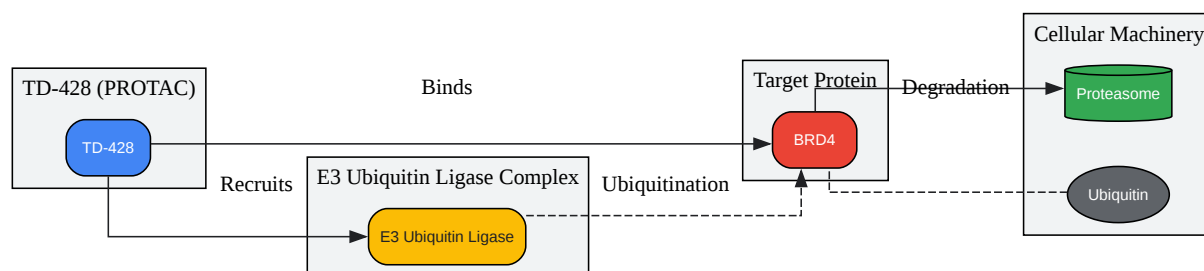 Cellular Machinery
TD-428 (PROTAC)
Binds
Target Protein
Degradation
Proteasome
TD-428
BRD4
Recruits
E3 Ubiquitin Ligase Complex
Ubiquitination
Ubiquitin
E3 Ubiquitin Ligase